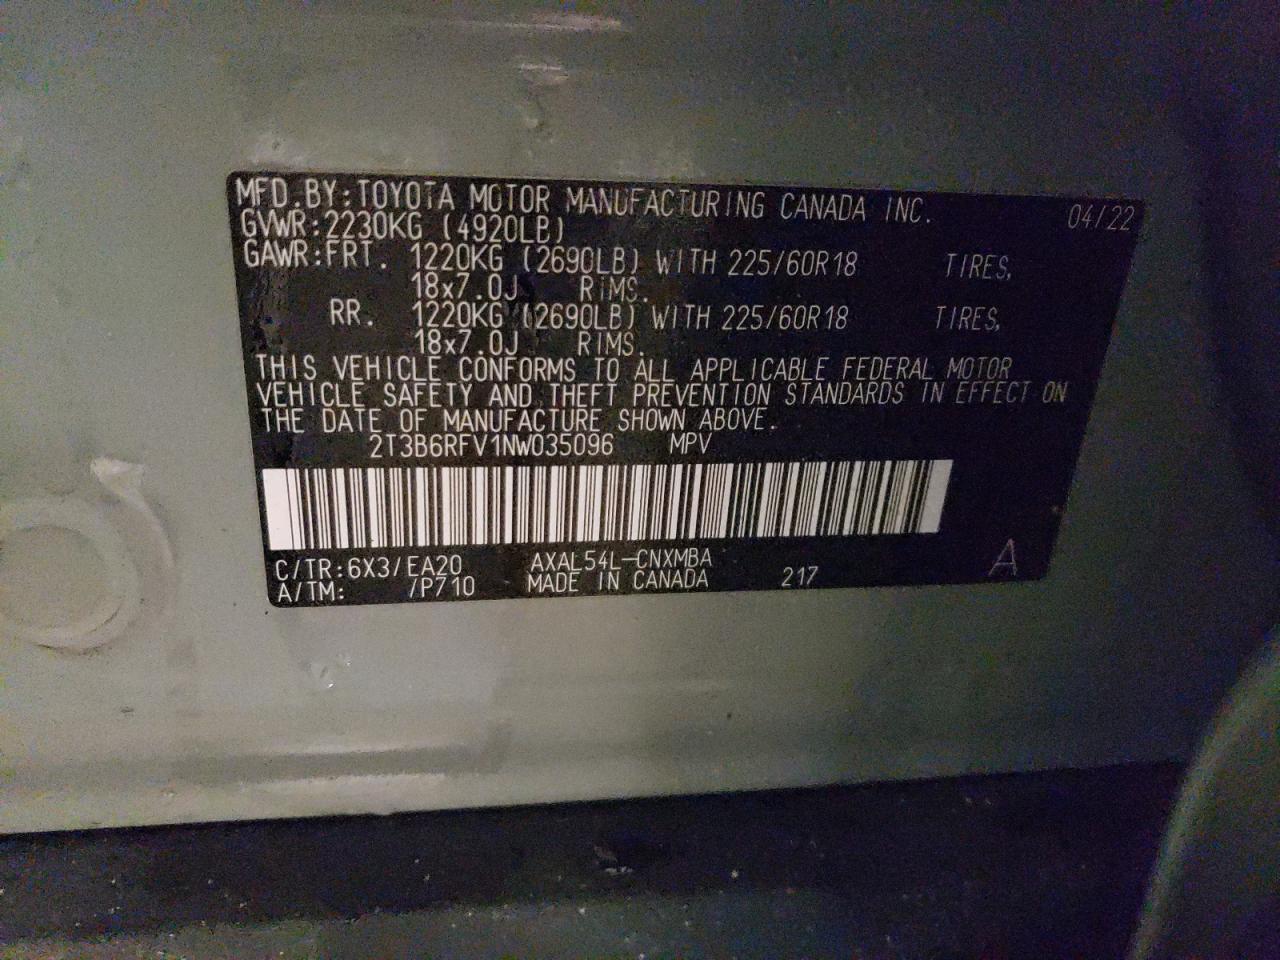 MFD.BY:TOYOTA MOTOR MANUFACTURING CANADA INC. 04/22
GVWR:2230KG (4920LB)
GAWR:FRT. 1220KG (2690LB) WITH 225/60R18 TIRES,
18x7.0J RIMS.
RR. 1220KG (2690LB) WITH 225/60R18 TIRES,
18x7.0J RIMS.
THIS VEHICLE CONFORMS TO ALL APPLICABLE FEDERAL MOTOR
VEHICLE SAFETY AND THEFT PREVENTION STANDARDS IN EFFECT ON
THE DATE OF MANUFACTURE SHOWN ABOVE.
2T3B6RFV1NW035096 MPV
C/TR:6X3/EA20 AXAL54L-CNXMBA
A/TM: /P710 MADE IN CANADA 217 A